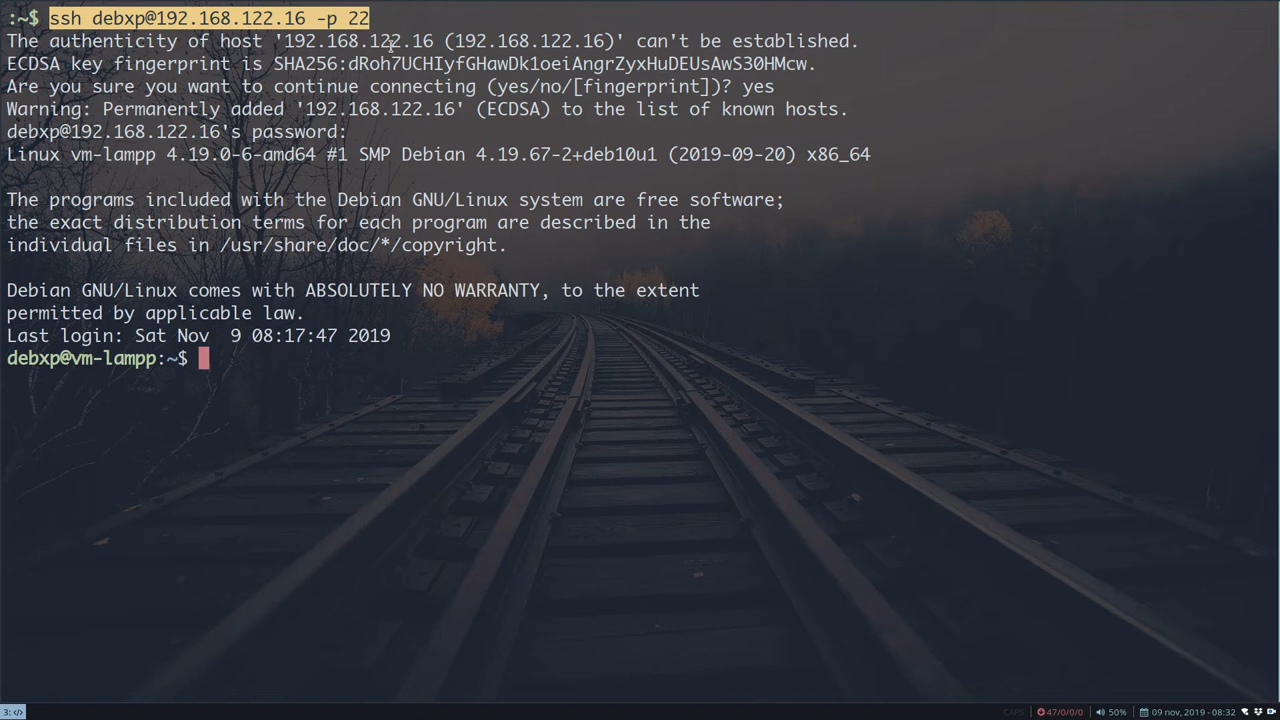 :~$ ssh debxp@192.168.122.16 -p 22
The authenticity of host '192.168.122.16 (192.168.122.16)' can't be established.
ECDSA key fingerprint is SHA256:dRoh7UCHIyfGHawDk1oeiAngrZyxHuDEUsAwS30HMcw.
Are you sure you want to continue connecting (yes/no/[fingerprint])? yes
Warning: Permanently added '192.168.122.16' (ECDSA) to the list of known hosts.
debxp@192.168.122.16's password:
Linux vm-lampp 4.19.0-6-amd64 #1 SMP Debian 4.19.67-2+deb10u1 (2019-09-20) x86_64
The programs included with the Debian GNU/Linux system are free software;
the exact distribution terms for each program are described in the
individual files in /usr/share/doc/*/copyright.
Debian GNU/Linux comes with ABSOLUTELY NO WARRANTY, to the extent
permitted by applicable law.
Last login: Sat Nov  9 08:17:47 2019
debxp@vm-lampp:~$
3: </> CAPS 47/0/0/0 50% 09 nov, 2019 - 08:32